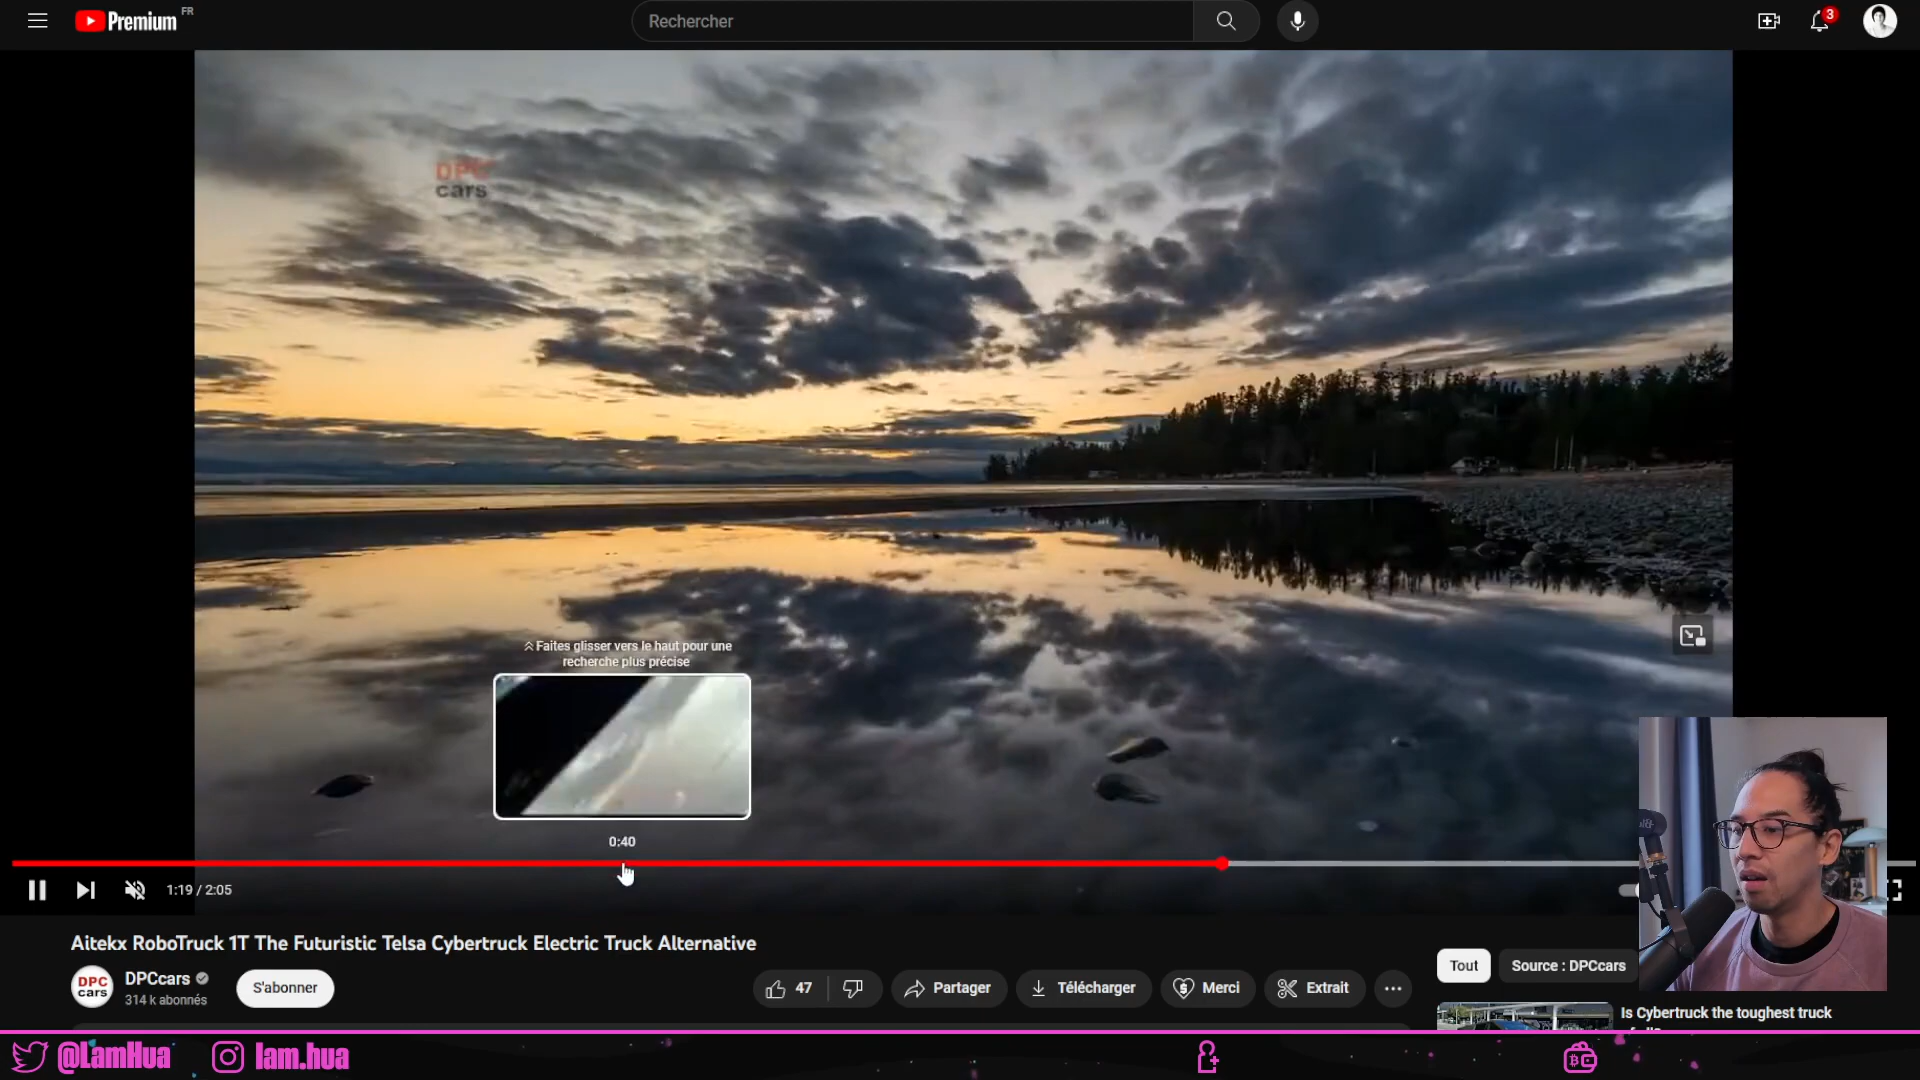 Premium FR
Rechercher
3
DPC
cars
Faites glisser vers le haut pour une
recherche plus précise
0:40
1:19 / 2:05
Aitekx RoboTruck 1T The Futuristic Telsa Cybertruck Electric Truck Alternative
DPC
cars
DPCcars
314 k abonnés
S'abonner
47
Partager
Télécharger
Merci
Extrait
Tout
Source : DPCcars
Is Cybertruck the toughest truck
@LamHua
lam.hua